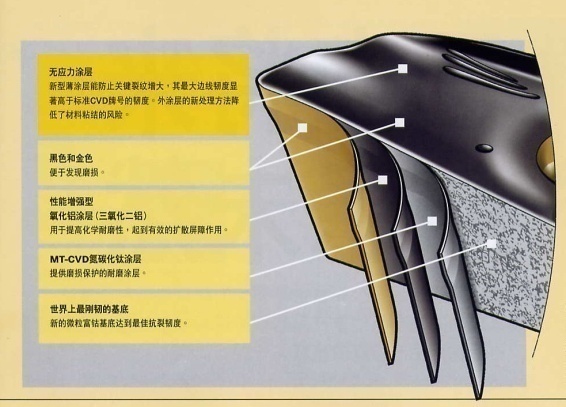 无应力涂层
新型薄涂层能防止关键裂纹增大，其最大边线韧度显
著高于标准CVD牌号的韧度。外涂层的新处理方法降
低了材料粘结的风险。
黑色和金色
便于发现磨损。
性能增强型
氧化铝涂层（三氧化二铝）
用于提高化学耐磨性，起到有效的扩散屏障作用。
MT-CVD氮碳化钛涂层
提供磨损保护的耐磨涂层。
世界上最刚韧的基底
新的微粒富钴基底达到最佳抗裂韧度。